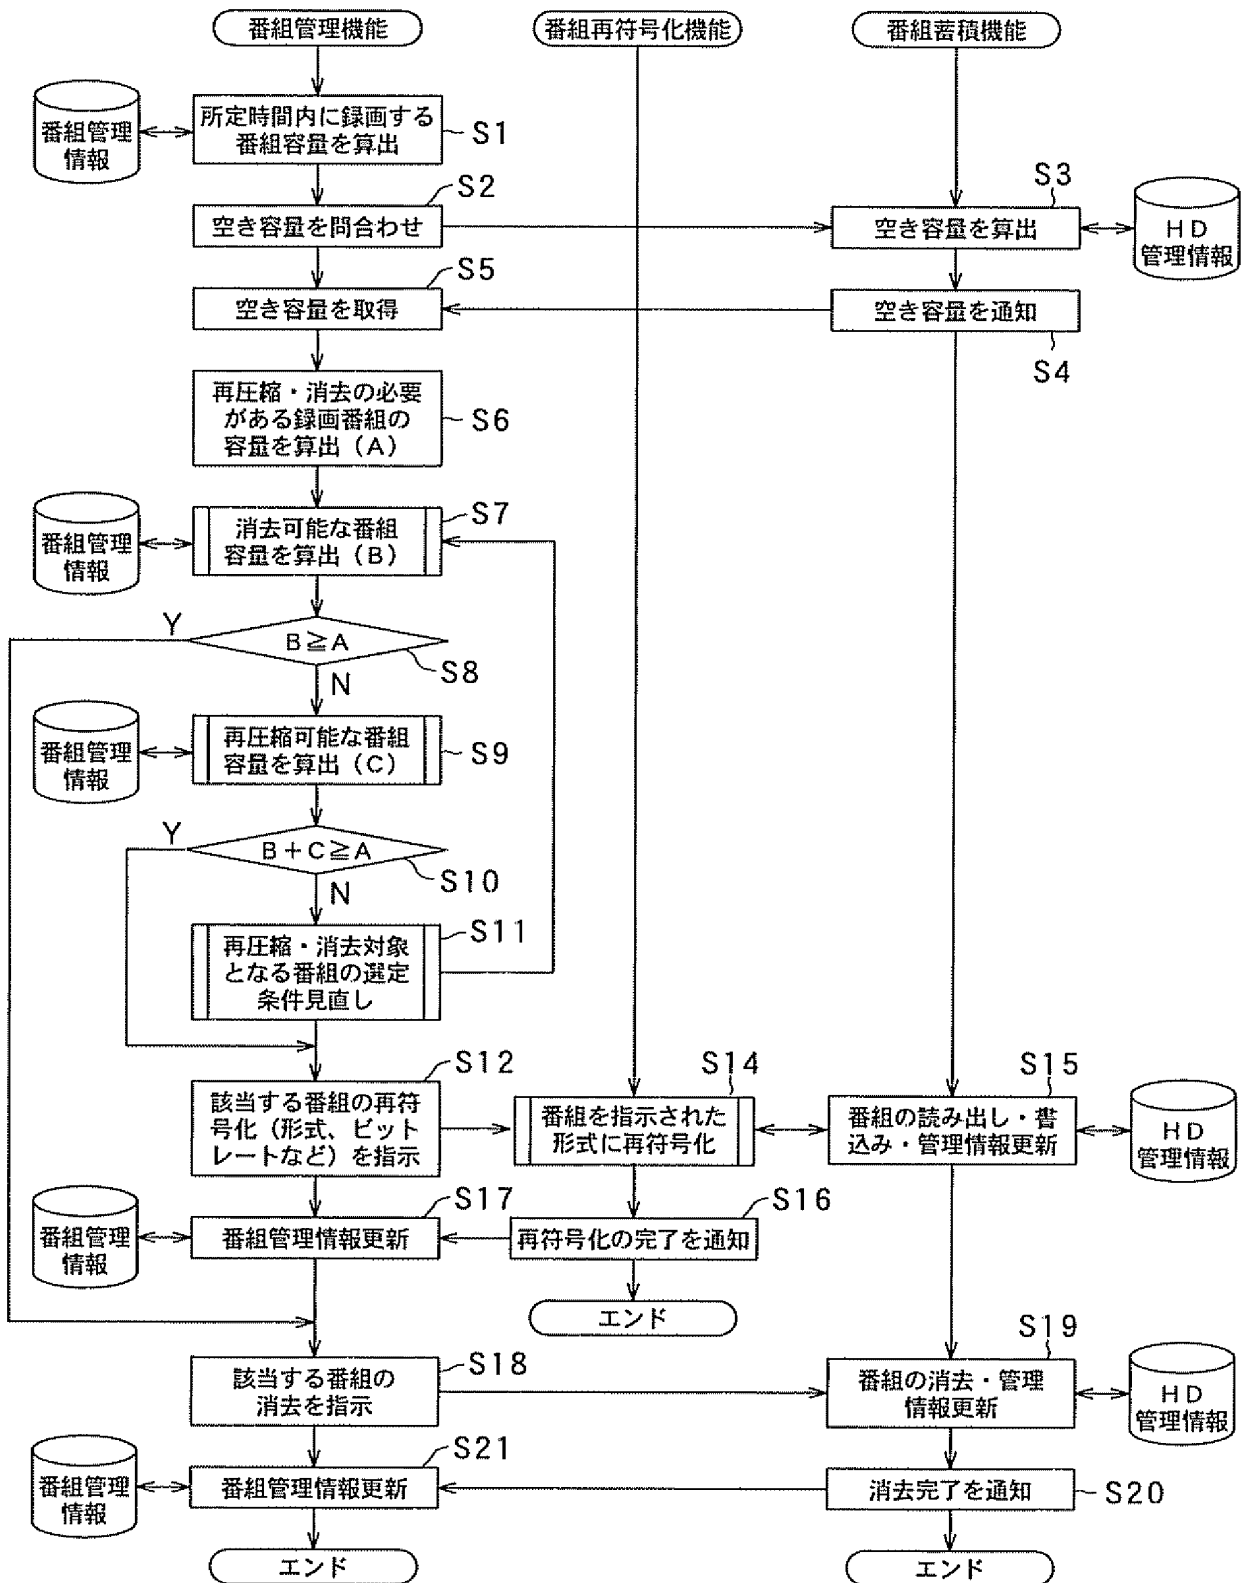 番組管理機能
番組再符号化機能
番組蓄積機能
番組管理
情報
所定時間内に録画する
番組容量を算出
S1
S2
空き容量を問合わせ
S3
空き容量を算出
HD
管理情報
S5
空き容量を取得
空き容量を通知
S4
再圧縮・消去の必要
がある録画番組の
容量を算出(A)
S6
番組管理
情報
消去可能な番組
容量を算出(B)
S7
Y
B≧A
S8
N
番組管理
情報
再圧縮可能な番組
容量を算出(C)
S9
Y
B+C≧A
S10
N
再圧縮・消去対象
となる番組の選定
条件見直し
S11
S12
該当する番組の再符
号化(形式、ビット
レートなど)を指示
S14
番組を指示された
形式に再符号化
S15
番組の読み出し・書
込み・管理情報更新
HD
管理情報
番組管理
情報
S17
番組管理情報更新
S16
再符号化の完了を通知
エンド
S18
該当する番組の
消去を指示
S19
番組の消去・管理
情報更新
HD
管理情報
番組管理
情報
S21
番組管理情報更新
消去完了を通知
S20
エンド
エンド